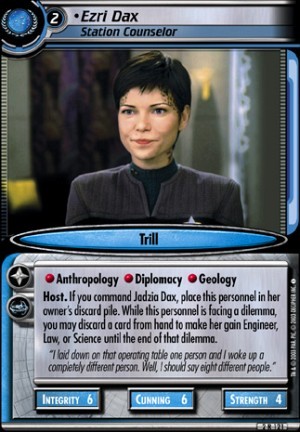 2
•Ezri Dax
Station Counselor
Trill
Anthropology • Diplomacy • Geology
Host. If you command Jadzia Dax, place this personnel in her
owner's discard pile. While this personnel is facing a dilemma,
you may discard a card from hand to make her gain Engineer,
Law, or Science until the end of that dilemma.
"I laid down on that operating table one person and I woke up a
completely different person. Well, I should say eight different people."
INTEGRITY 6
CUNNING 6
STRENGTH 4